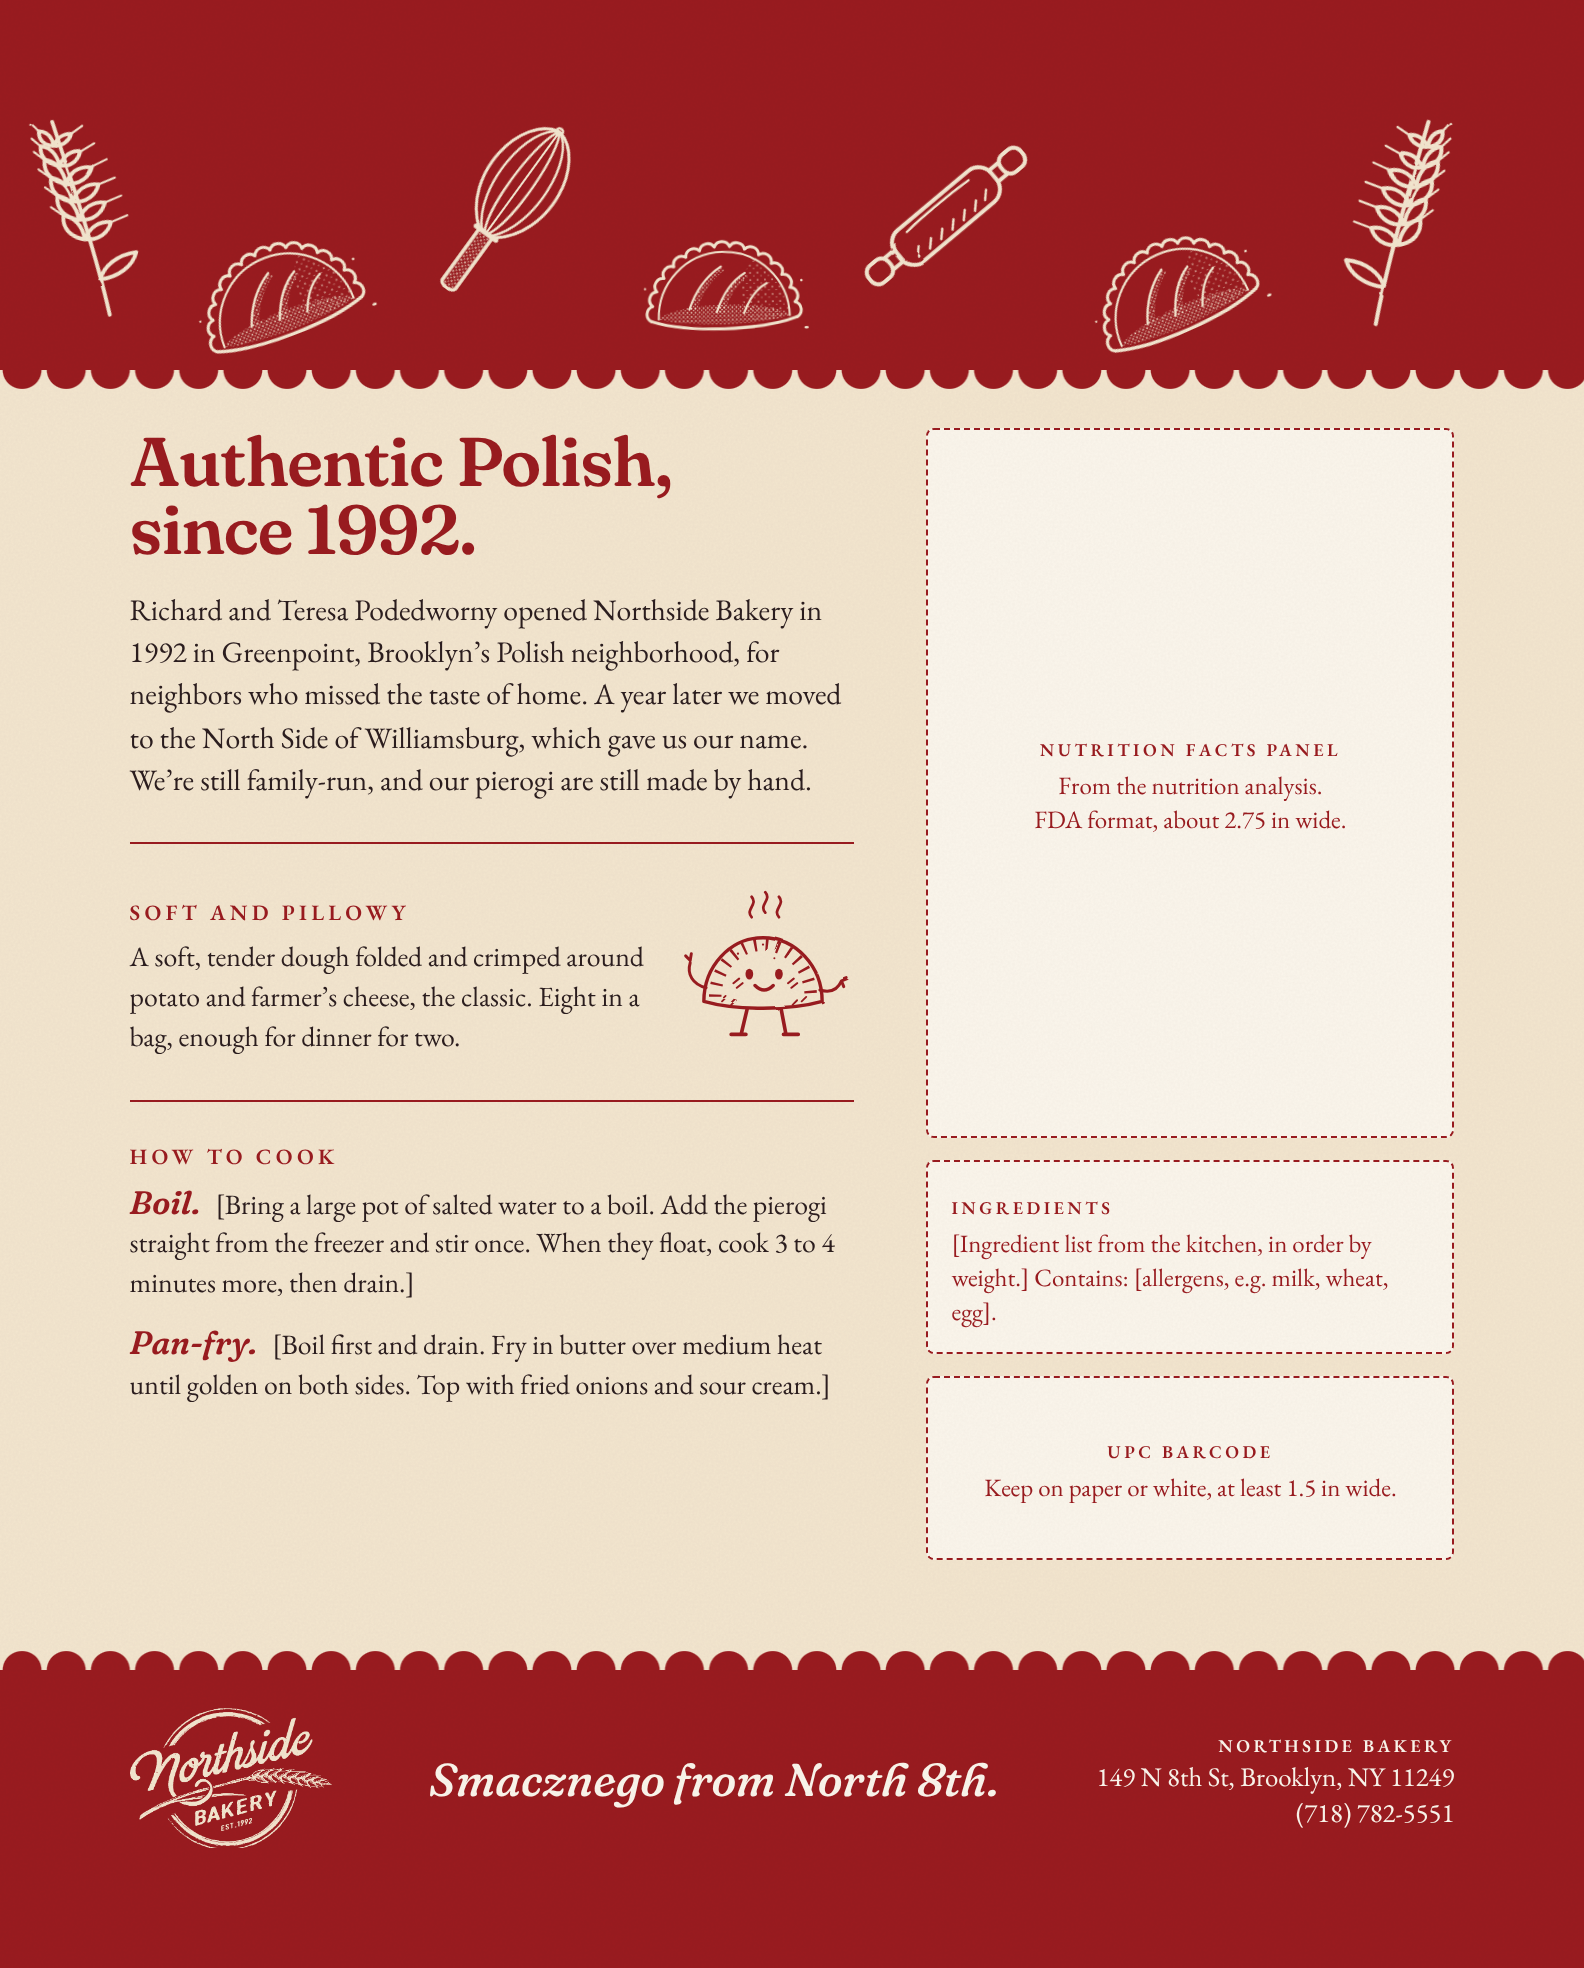 Authentic Polish,
since 1992.
Richard and Teresa Podedworny opened Northside Bakery in
1992 in Greenpoint, Brooklyn’s Polish neighborhood, for
neighbors who missed the taste of home. A year later we moved
to the North Side of Williamsburg, which gave us our name.
We’re still family-run, and our pierogi are still made by hand.
SOFT AND PILLOWY
A soft, tender dough folded and crimped around
potato and farmer’s cheese, the classic. Eight in a
bag, enough for dinner for two.
HOW TO COOK
Boil. [Bring a large pot of salted water to a boil. Add the pierogi
straight from the freezer and stir once. When they float, cook 3 to 4
minutes more, then drain.]
Pan-fry. [Boil first and drain. Fry in butter over medium heat
until golden on both sides. Top with fried onions and sour cream.]
NUTRITION FACTS PANEL
From the nutrition analysis.
FDA format, about 2.75 in wide.
INGREDIENTS
[Ingredient list from the kitchen, in order by
weight.] Contains: [allergens, e.g. milk, wheat,
egg].
UPC BARCODE
Keep on paper or white, at least 1.5 in wide.
Northside
BAKERY
EST. 1992
Smacznego from North 8th.
NORTHSIDE BAKERY
149 N 8th St, Brooklyn, NY 11249
(718) 782-5551